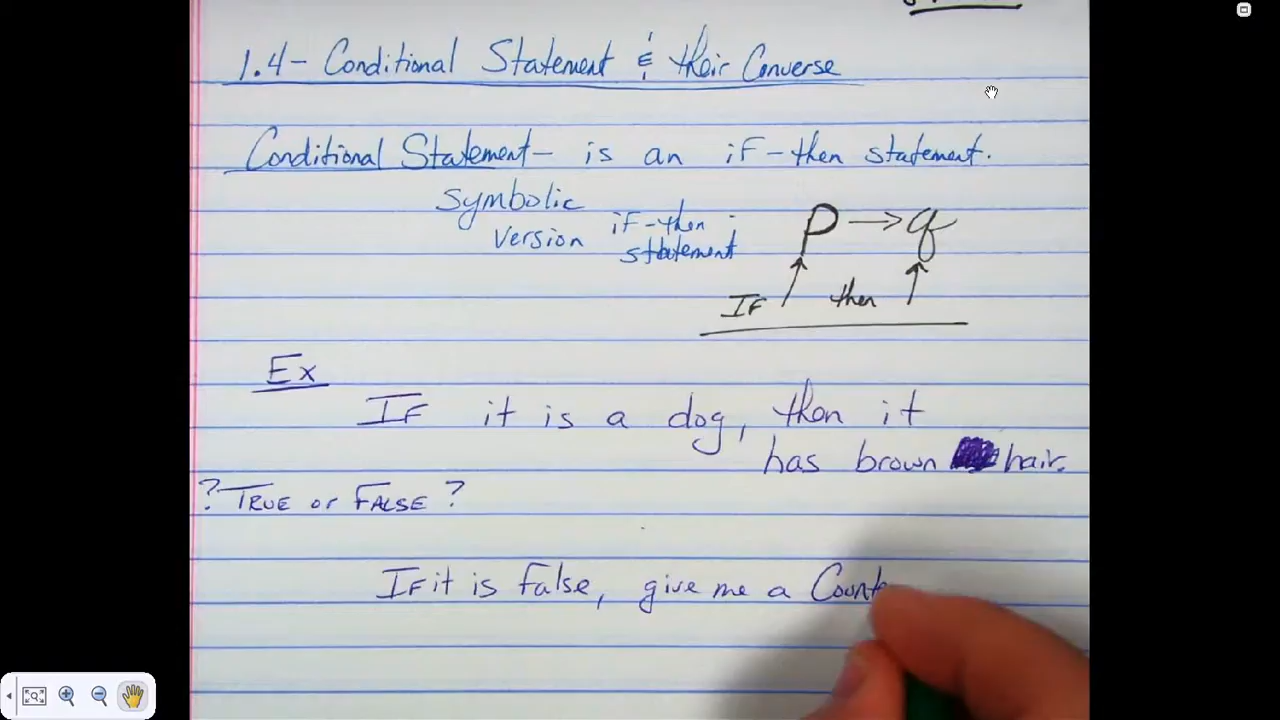 1.4- Conditional Statement & their Converse
Conditional Statement- is an if-then statement.
Symbolic version if-then statement : P → q
If then
Ex
If it is a dog, then it
has brown hair.
? TRUE or FALSE ?
If it is false, give me a Count